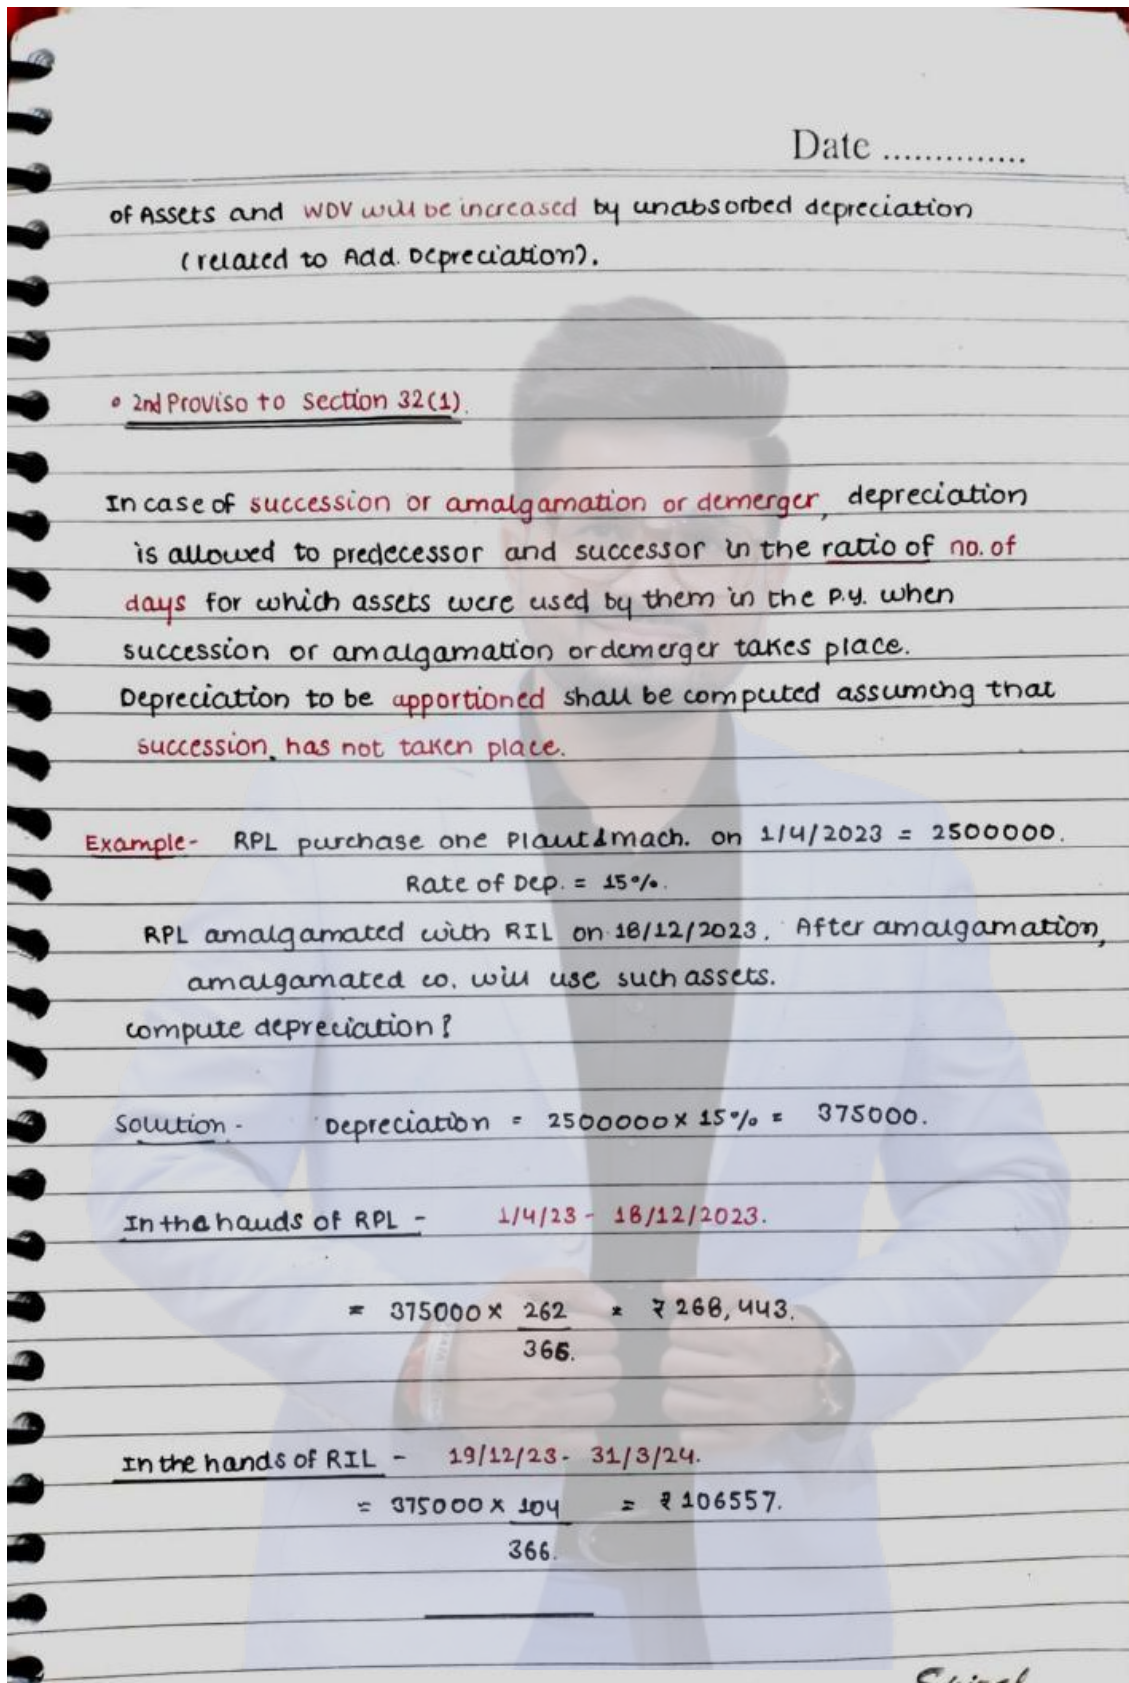 Date ..............
of Assets and WDV will be increased by unabsorbed depreciation
(related to Add. Depreciation).
• 2nd Proviso to Section 32(1).
In case of succession or amalgamation or demerger, depreciation
is allowed to predecessor and successor in the ratio of no. of
days for which assets were used by them in the P.y. when
succession or amalgamation or demerger takes place.
Depreciation to be apportioned shall be computed assuming that
succession, has not taken place.
Example- RPL purchase one Plant & mach. on 1/4/2023 = 2500000.
Rate of Dep. = 15%.
RPL amalgamated with RIL on 18/12/2023. After amalgamation,
amalgamated co. will use such assets.
compute depreciation?
Solution - Depreciation = 2500000 x 15% = 375000.
In the hands of RPL - 1/4/23 - 18/12/2023.
= 375000 x 262 = ₹ 268,443.
366.
In the hands of RIL - 19/12/23 - 31/3/24.
= 375000 x 104 = ₹ 106557.
366.